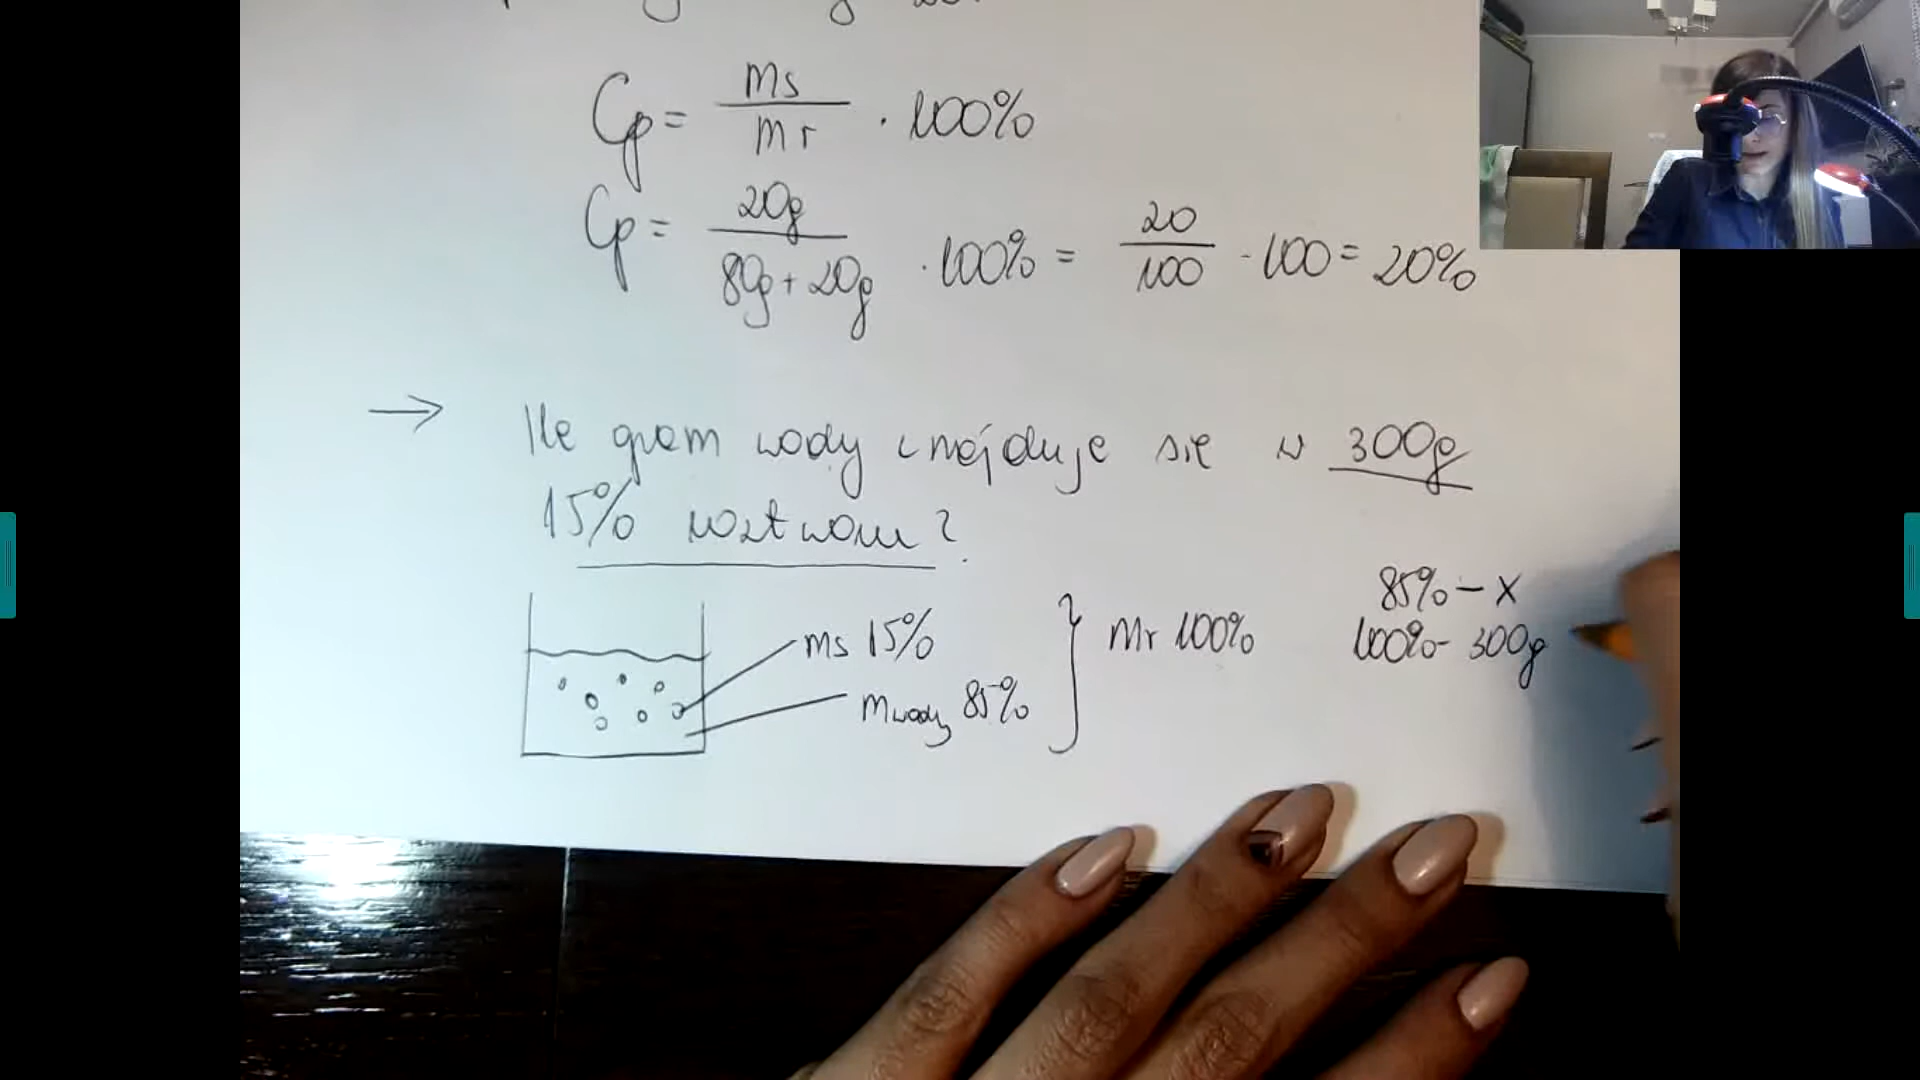 Cp = ms / mr · 100%
Cp = 20g / 80g + 20g · 100% = 20 / 100 · 100 = 20%
→ Ile gram wody znajduje się w 300g
15% roztworu?
ms 15%
mwody 85%
} mr 100%
85% – x
100% – 300g